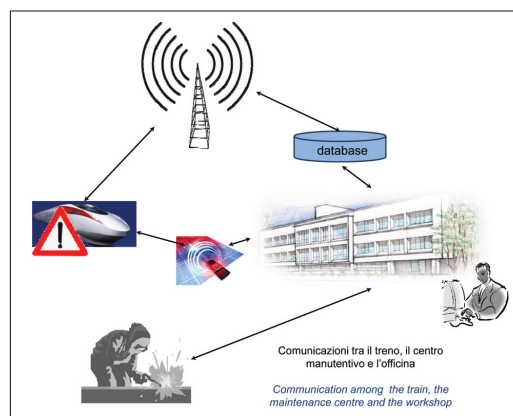 database
Comunicazioni tra il treno, il centro
manutentivo e l'officina
Communication among the train, the
maintenance centre and the workshop